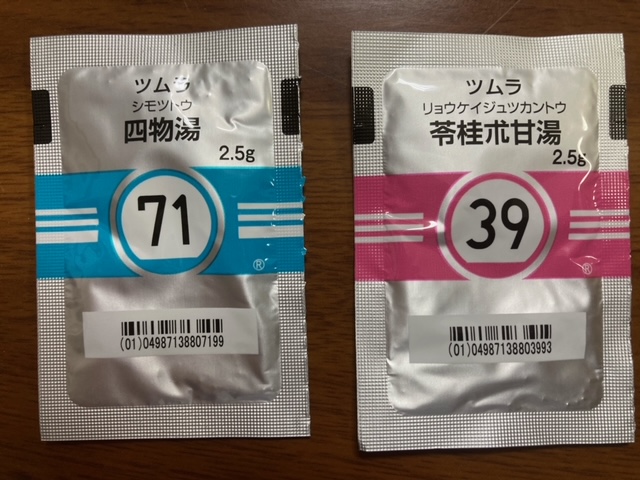 ツムラ
シモツトウ
四物湯
2.5g
71
®
(01)04987138807199
ツムラ
リョウケイジュツカントウ
苓桂朮甘湯
2.5g
39
®
(01)04987138803993